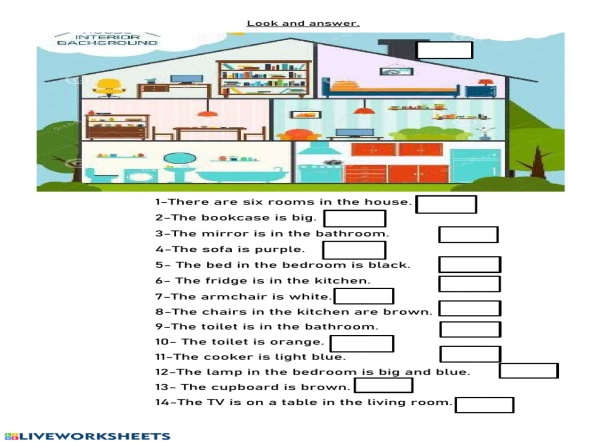 Look and answer.
INTERIOR
BACKGROUND
1-There are six rooms in the house.
2-The bookcase is big.
3-The mirror is in the bathroom.
4-The sofa is purple.
5- The bed in the bedroom is black.
6- The fridge is in the kitchen.
7-The armchair is white.
8-The chairs in the kitchen are brown.
9-The toilet is in the bathroom.
10- The toilet is orange.
11-The cooker is light blue.
12-The lamp in the bedroom is big and blue.
13- The cupboard is brown.
14-The TV is on a table in the living room.
LIVEWORKSHEETS